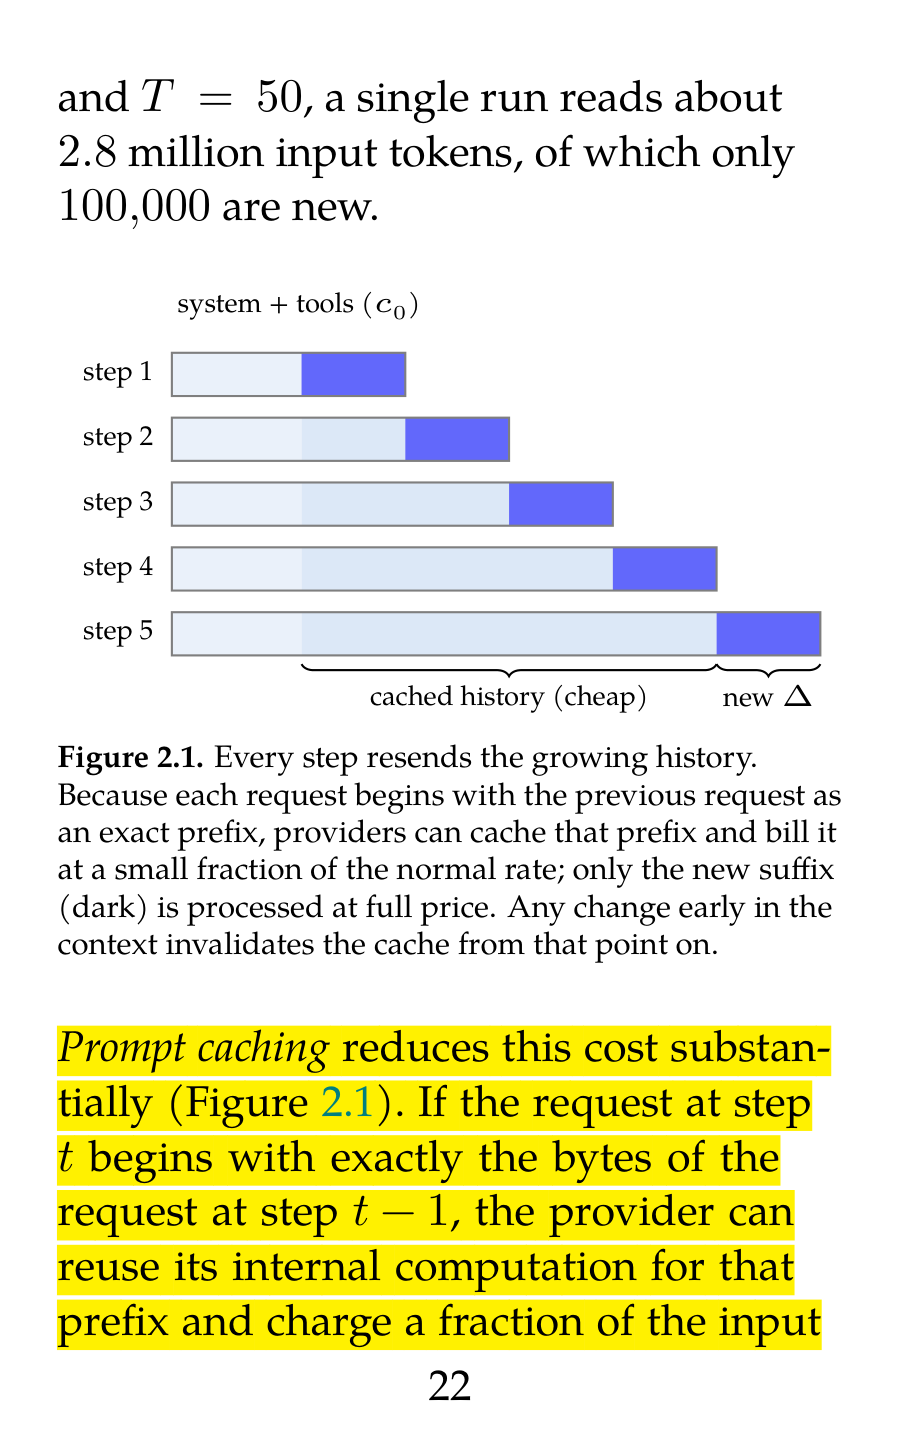 and T = 50, a single run reads about
2.8 million input tokens, of which only
100,000 are new.
system + tools (c₀)
step 1
step 2
step 3
step 4
step 5
cached history (cheap)
new Δ
Figure 2.1. Every step resends the growing history.
Because each request begins with the previous request as
an exact prefix, providers can cache that prefix and bill it
at a small fraction of the normal rate; only the new suffix
(dark) is processed at full price. Any change early in the
context invalidates the cache from that point on.
Prompt caching reduces this cost substan-
tially (Figure 2.1). If the request at step
t begins with exactly the bytes of the
request at step t − 1, the provider can
reuse its internal computation for that
prefix and charge a fraction of the input
22